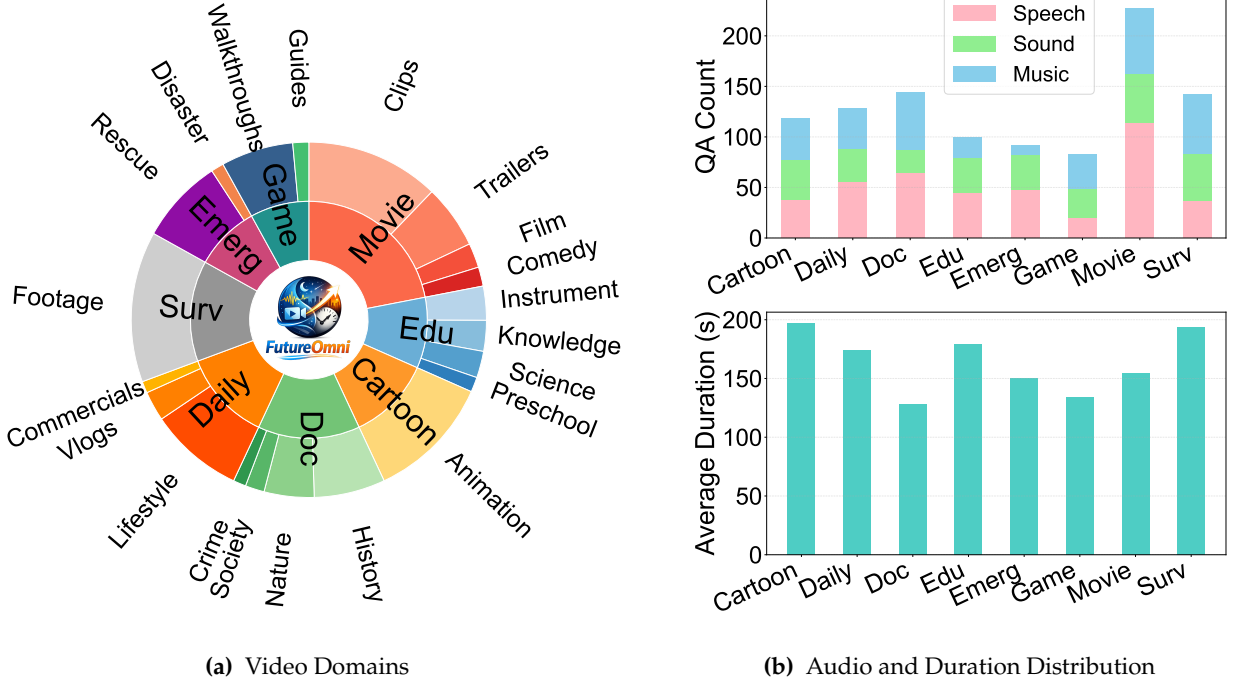 Walkthroughs
Guides
Clips
Disaster
Rescue
Trailers
Film
Comedy
Instrument
Knowledge
Science
Preschool
Animation
History
Nature
Society
Crime
Lifestyle
Vlogs
Commercials
Footage
Game
Movie
Emerg
Surv
Edu
Daily
Doc
Cartoon
FutureOmni
(a) Video Domains
Speech
Sound
Music
QA Count
200
150
100
50
0
Cartoon
Daily
Doc
Edu
Emerg
Game
Movie
Surv
Average Duration (s)
200
150
100
50
0
Cartoon
Daily
Doc
Edu
Emerg
Game
Movie
Surv
(b) Audio and Duration Distribution